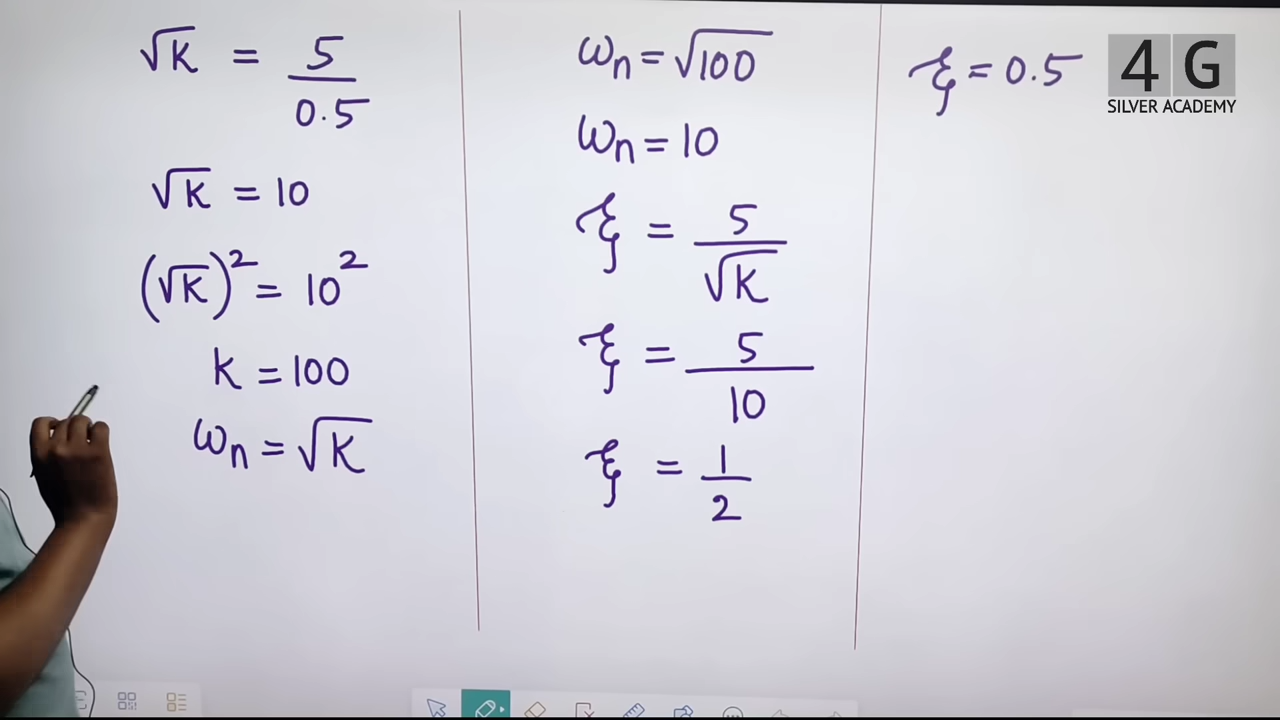 √K = 5/0.5
√K = 10
(√K)² = 10²
K = 100
ωn = √K
ωn = √100
ωn = 10
ξ = 5/√K
ξ = 5/10
ξ = 1/2
ξ = 0.5
4G
SILVER ACADEMY